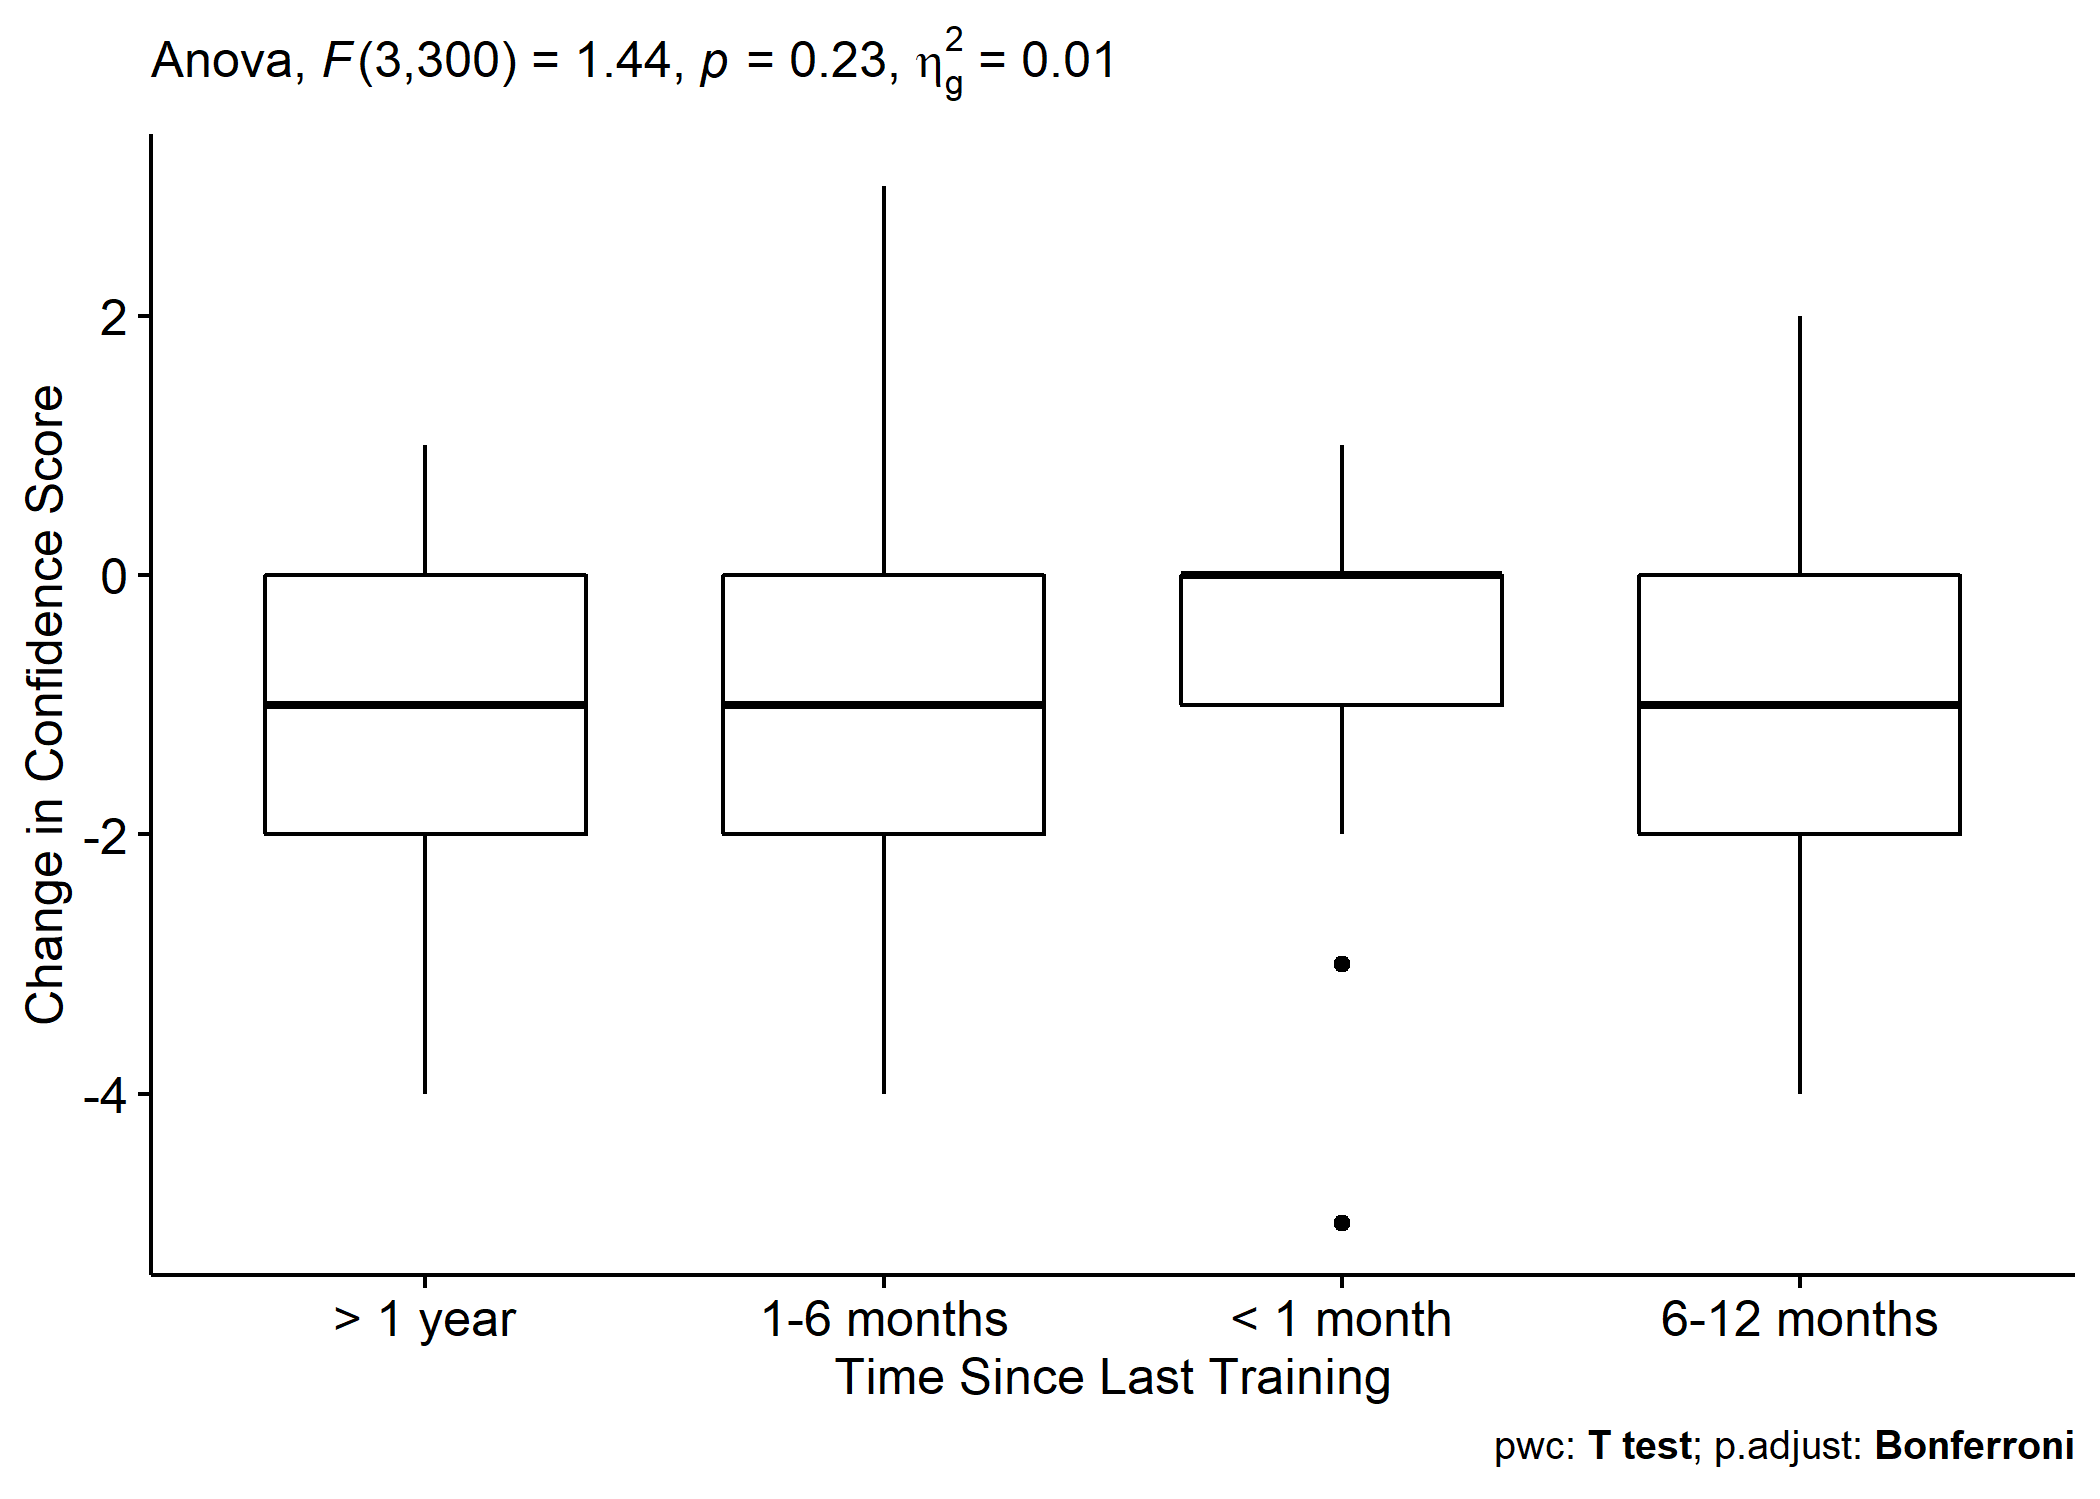 Anova, F(3,300) = 1.44, p = 0.23, η²g = 0.01
Change in Confidence Score
2
0
-2
-4
> 1 year
1-6 months
< 1 month
6-12 months
Time Since Last Training
pwc: T test; p.adjust: Bonferroni